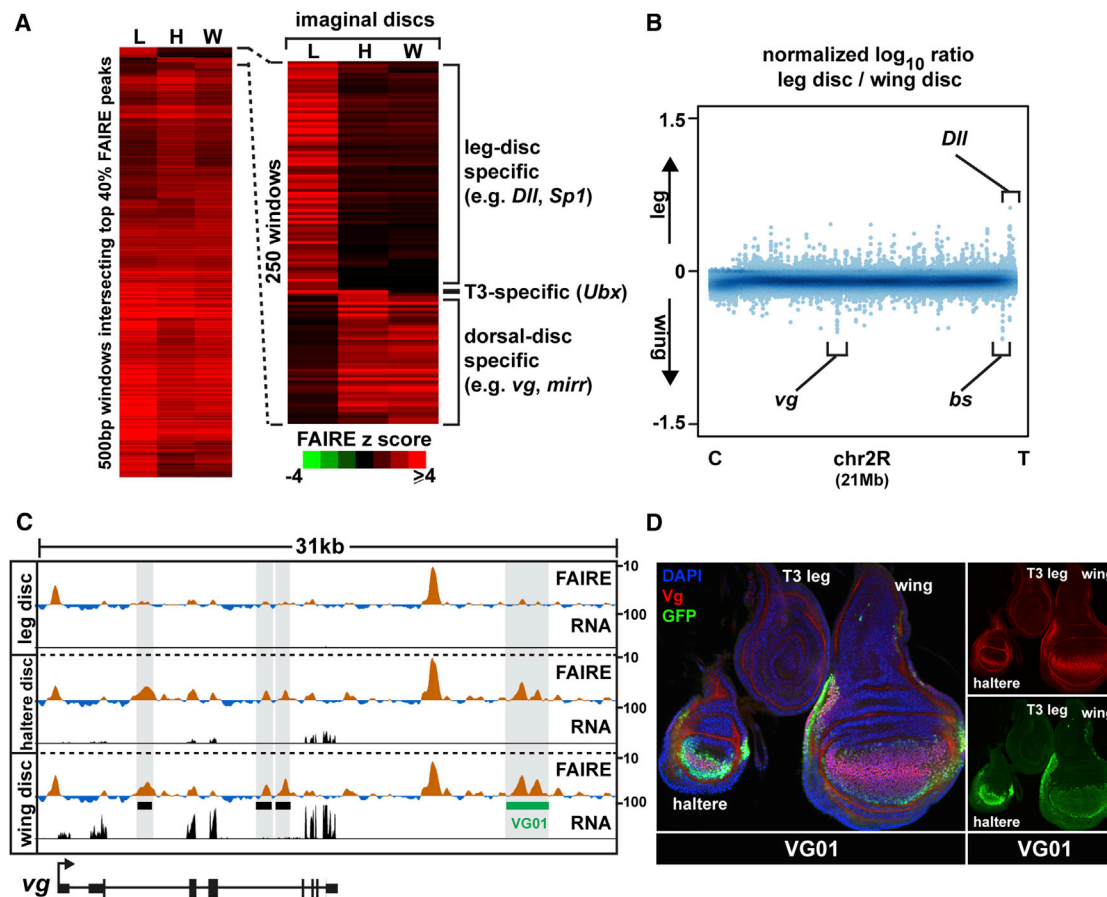 A
L H W
500bp windows intersecting top 40% FAIRE peaks
imaginal discs
L H W
250 windows
leg-disc
specific
(e.g. Dll, Sp1)
T3-specific (Ubx)
dorsal-disc
specific
(e.g. vg, mirr)
FAIRE z score
-4 ≥4
B
normalized log10 ratio
leg disc / wing disc
1.5
leg
0
wing
-1.5
Dll
vg
bs
C chr2R T
(21Mb)
C
31kb
leg disc
FAIRE
10
100
RNA
haltere disc
FAIRE
10
100
RNA
wing disc
FAIRE
10
100
VG01
RNA
vg
D
DAPI
Vg
GFP
T3 leg
wing
haltere
VG01
T3 leg wing
haltere
T3 leg wing
haltere
VG01